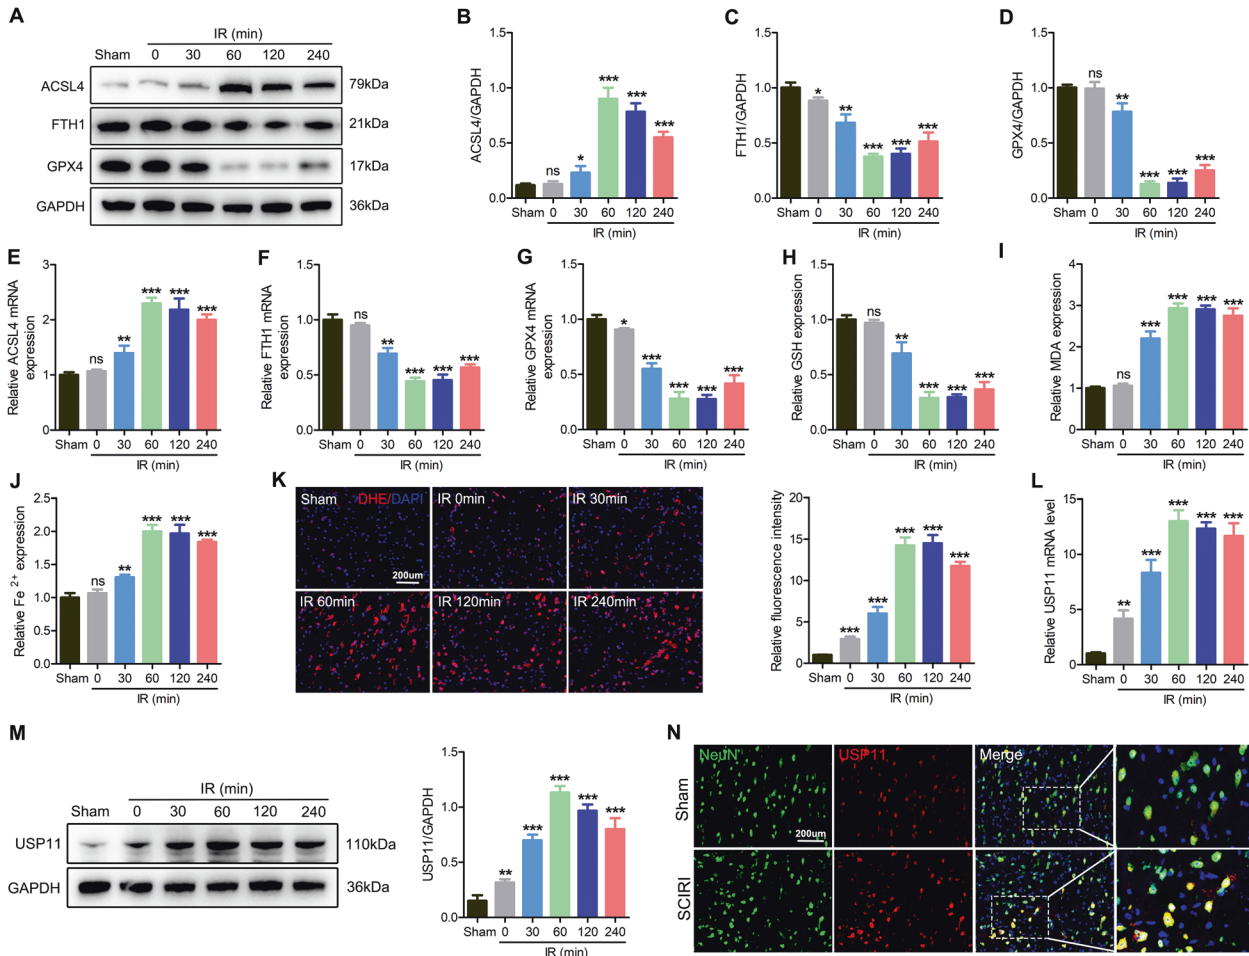 A
IR (min)
Sham 0 30 60 120 240
ACSL4 79kDa
FTH1 21kDa
GPX4 17kDa
GAPDH 36kDa
B
ACSL4/GAPDH
1.5
1.0
0.5
0.0
ns * *** *** ***
Sham 0 30 60 120 240
IR (min)
C
FTH1/GAPDH
1.5
1.0
0.5
0.0
* ** *** *** ***
Sham 0 30 60 120 240
IR (min)
D
GPX4/GAPDH
1.5
1.0
0.5
0.0
ns ** *** *** ***
Sham 0 30 60 120 240
IR (min)
E
Relative ACSL4 mRNA
expression
3
2
1
0
ns ** *** *** ***
Sham 0 30 60 120 240
IR (min)
F
Relative FTH1 mRNA
expression
1.5
1.0
0.5
0.0
ns ** *** *** ***
Sham 0 30 60 120 240
IR (min)
G
Relative GPX4 mRNA
expression
1.5
1.0
0.5
0.0
* *** *** *** ***
Sham 0 30 60 120 240
IR (min)
H
Relative GSH expression
1.5
1.0
0.5
0.0
ns ** *** *** ***
Sham 0 30 60 120 240
IR (min)
I
Relative MDA expression
4
3
2
1
0
ns *** *** *** ***
Sham 0 30 60 120 240
IR (min)
J
Relative Fe²⁺ expression
2.5
2.0
1.5
1.0
0.5
0.0
ns ** *** *** ***
Sham 0 30 60 120 240
IR (min)
K
Sham DHE/DAPI IR 0min IR 30min
200um
IR 60min IR 120min IR 240min
Relative fluorescence intensity
20
15
10
5
0
*** *** *** *** ***
Sham 0 30 60 120 240
IR (min)
L
Relative USP11 mRNA level
15
10
5
0
** *** *** *** ***
Sham 0 30 60 120 240
IR (min)
M
IR (min)
Sham 0 30 60 120 240
USP11 110kDa
GAPDH 36kDa
USP11/GAPDH
1.5
1.0
0.5
0.0
** *** *** *** ***
Sham 0 30 60 120 240
IR (min)
N
NeuN USP11 Merge
Sham
200um
SCIRI